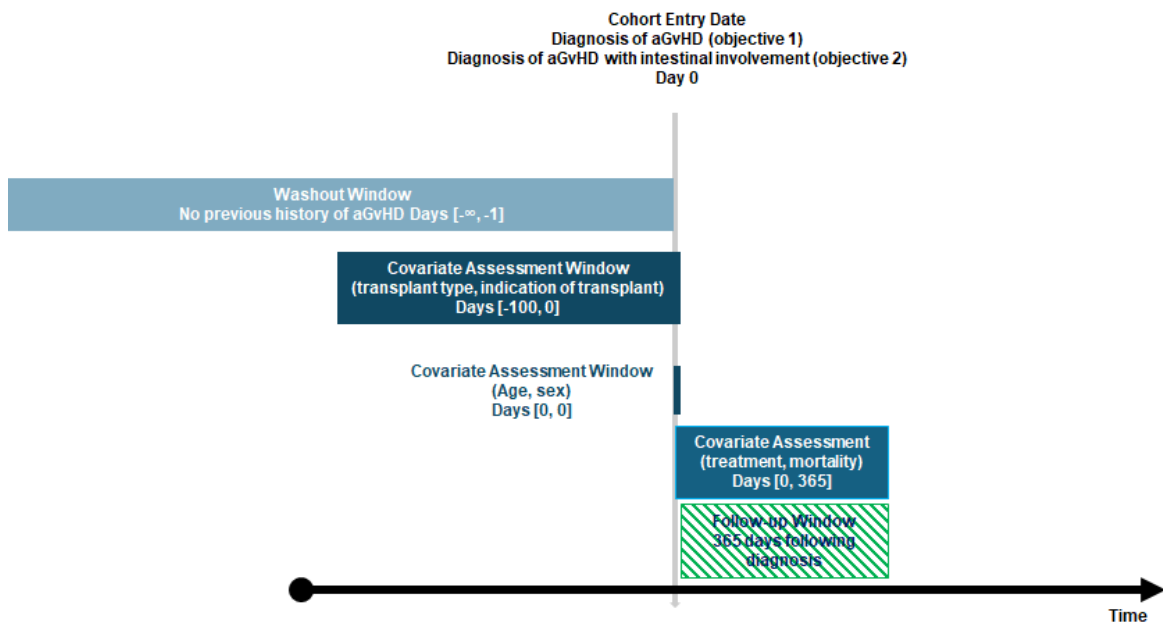 Cohort Entry Date
Diagnosis of aGvHD (objective 1)
Diagnosis of aGvHD with intestinal involvement (objective 2)
Day 0
Washout Window
No previous history of aGvHD Days [-∞, -1]
Covariate Assessment Window
(transplant type, indication of transplant)
Days [-100, 0]
Covariate Assessment Window
(Age, sex)
Days [0, 0]
Covariate Assessment
(treatment, mortality)
Days [0, 365]
Follow-up Window
365 days following
diagnosis
Time